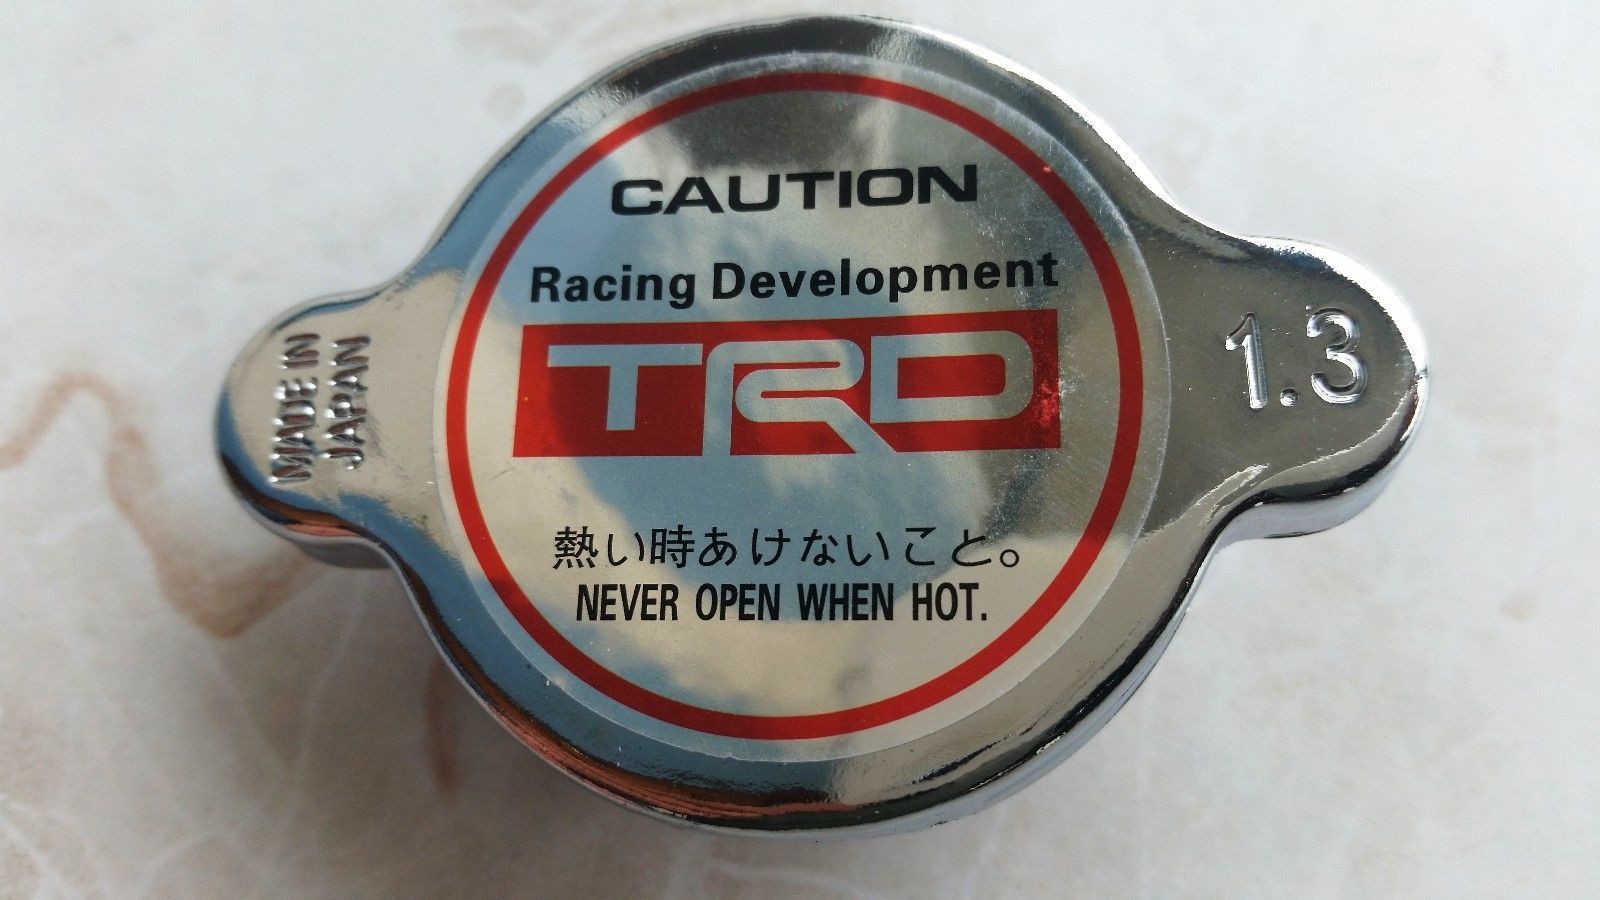 CAUTION
Racing Development
TRD
熱い時あけないこと。
NEVER OPEN WHEN HOT.
MADE IN
JAPAN
1.3